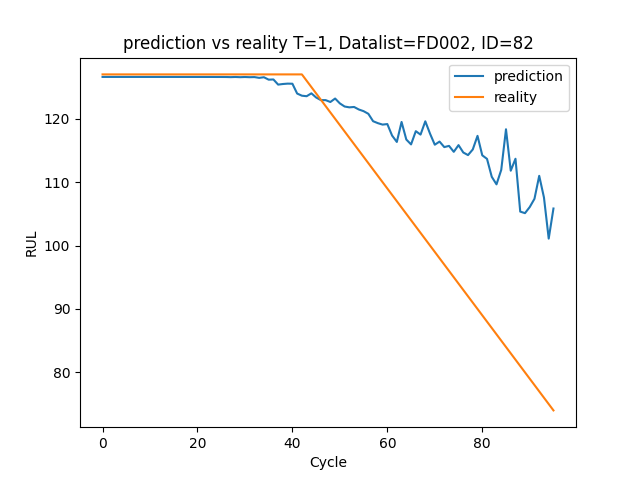 prediction vs reality T=1, Datalist=FD002, ID=82
prediction
reality
RUL
120
110
100
90
80
0 20 40 60 80
Cycle